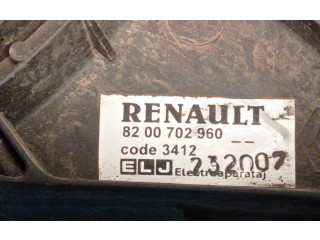 RENAULT
82 00 702 960 --
code 3412
ELJ Electroaparataj
232007